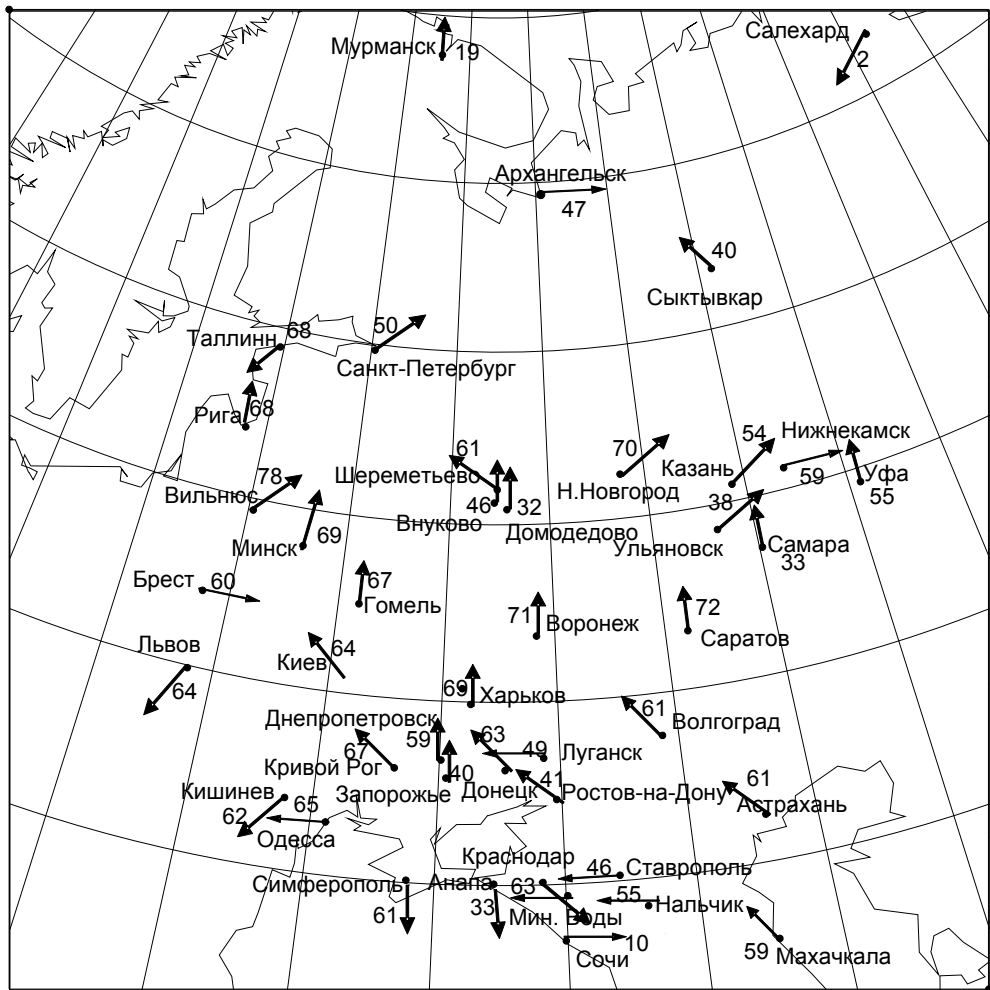 Салехард
Мурманск
19
2
Архангельск
47
40
Сыктывкар
Таллинн
68
50
Санкт-Петербург
Рига
68
Нижнекамск
54
61
70
Шереметьево
Казань
59
Уфа
78
Вильнюс
Н.Новгород
55
46
32
38
Внуково
Домодедово
Минск
69
Ульяновск
Самара
33
Брест
60
67
Гомель
71
Воронеж
72
Саратов
Львов
64
Киев
64
69
Харьков
Днепропетровск
61
Волгоград
59
63
67
49
Луганск
Кривой Рог
40
41
61
Кишинев
Запорожье
Донецк
Ростов-на-Дону
Астрахань
62
65
Одесса
Краснодар
46
Ставрополь
Симферополь
Анапа
63
55
Нальчик
61
33
Мин. Воды
10
59
Сочи
Махачкала